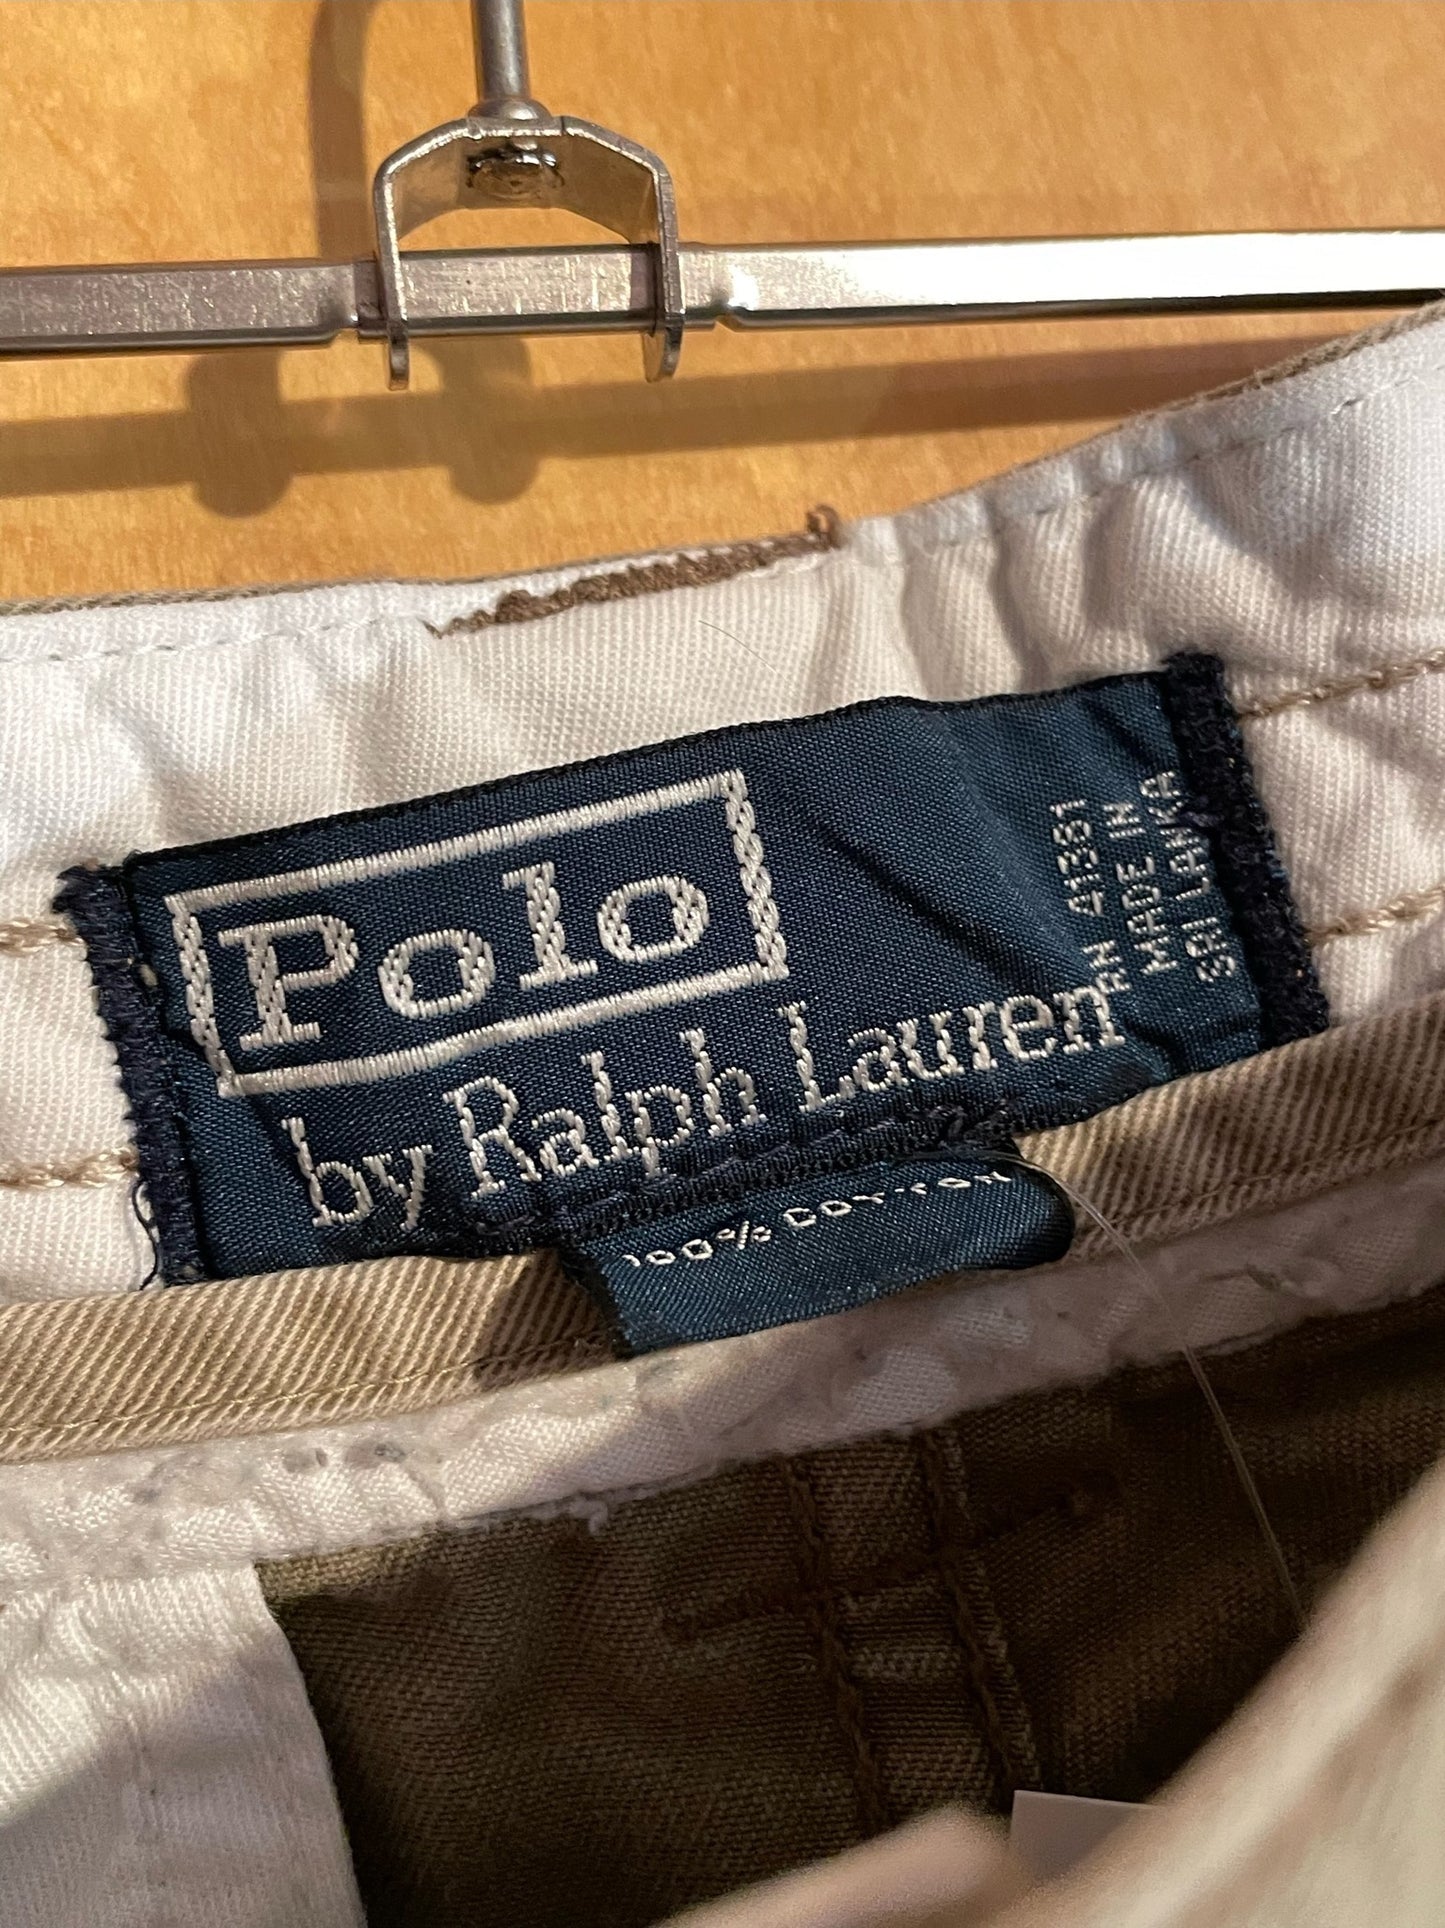 Polo
by Ralph Lauren
RN 41381
MADE IN
SRI LANKA
100% COTTON